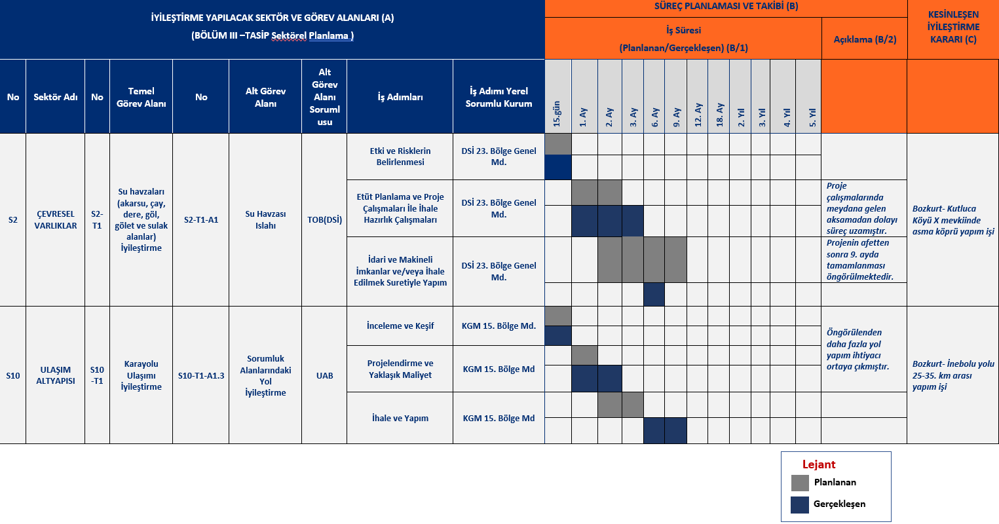 İYİLEŞTİRME YAPILACAK SEKTÖR VE GÖREV ALANLARI (A)
(BÖLÜM III –TASİP Sektörel Planlama )
SÜREÇ PLANLAMASI VE TAKİBİ (B)
İş Süresi
(Planlanan/Gerçekleşen) (B/1)
Açıklama (B/2)
KESİNLEŞEN
İYİLEŞTİRME
KARARI (C)
No
Sektör Adı
No
Temel
Görev Alanı
No
Alt Görev
Alanı
Alt
Görev
Alanı
Soruml
usu
İş Adımları
İş Adımı Yerel
Sorumlu Kurum
15.gün
1. Ay
2. Ay
3. Ay
6. Ay
9. Ay
12. Ay
18. Ay
2. Yıl
3. Yıl
4. Yıl
5. Yıl
S2
ÇEVRESEL
VARLIKLAR
S2-
T1
Su havzaları
(akarsu, çay,
dere, göl,
gölet ve sulak
alanlar)
İyileştirme
S2-T1-A1
Su Havzası
Islahı
TOB(DSİ)
Etki ve Risklerin
Belirlenmesi
DSİ 23. Bölge Genel
Md.
Etüt Planlama ve Proje
Çalışmaları İle İhale
Hazırlık Çalışmaları
DSİ 23. Bölge Genel
Md.
Proje
çalışmalarında
meydana gelen
aksamadan dolayı
süreç uzamıştır.
İdari ve Makineli
İmkanlar ve/veya İhale
Edilmek Suretiyle Yapım
DSİ 23. Bölge Genel
Md.
Projenin afetten
sonra 9. ayda
tamamlanması
öngörülmektedir.
Bozkurt- Kutluca
Köyü X mevkiinde
asma köprü yapım işi
S10
ULAŞIM
ALTYAPISI
S10
-T1
Karayolu
Ulaşımı
İyileştirme
S10-T1-A1.3
Sorumluk
Alanlarındaki
Yol
İyileştirme
UAB
İnceleme ve Keşif
KGM 15. Bölge Md.
Projelendirme ve
Yaklaşık Maliyet
KGM 15. Bölge Md
İhale ve Yapım
KGM 15. Bölge Md
Öngörülenden
daha fazla yol
yapım ihtiyacı
ortaya çıkmıştır.
Bozkurt- İnebolu yolu
25-35. km arası
yapım işi
Lejant
Planlanan
Gerçekleşen